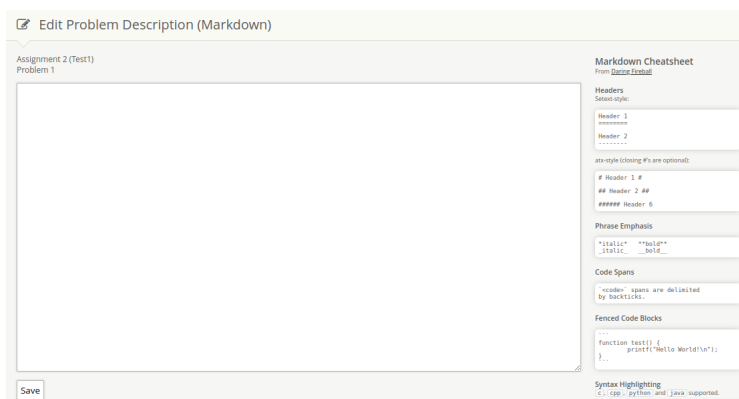 Edit Problem Description (Markdown)
Assignment 2 (Test1)
Problem 1
Save
Markdown Cheatsheet
From Daring Fireball
Headers
Setext-style:
Header 1
========
Header 2
--------
atx-style (closing #'s are optional):
# Header 1 #
## Header 2 ##
###### Header 6
Phrase Emphasis
*italic*   **bold**
_italic_   __bold__
Code Spans
`<code>` spans are delimited
by backticks.
Fenced Code Blocks
```
function test() {
        printf("Hello World!\n");
}
```
Syntax Highlighting
c, cpp, python and java supported.